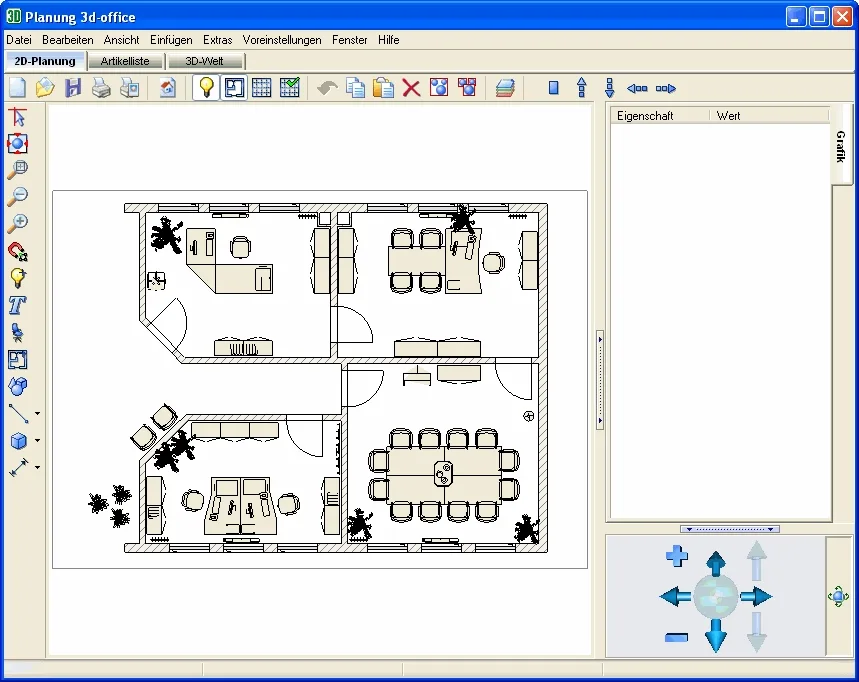 Planung 3d-office
Datei Bearbeiten Ansicht Einfügen Extras Voreinstellungen Fenster Hilfe
2D-Planung Artikelliste 3D-Welt
Eigenschaft Wert
Grafik